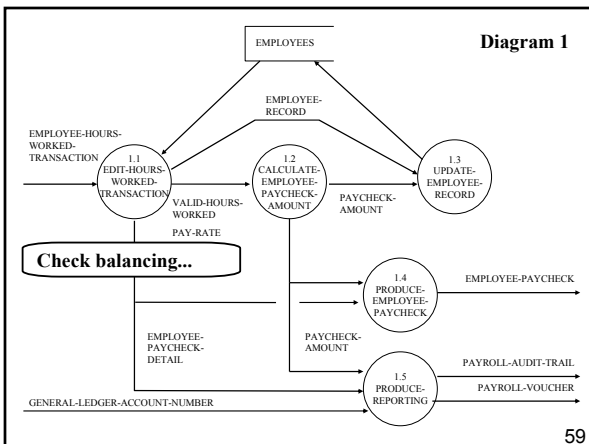 Diagram 1
EMPLOYEES
EMPLOYEE-
RECORD
EMPLOYEE-HOURS-
WORKED-
TRANSACTION
1.1
EDIT-HOURS-
WORKED-
TRANSACTION
1.2
CALCULATE-
EMPLOYEE-
PAYCHECK-
AMOUNT
1.3
UPDATE-
EMPLOYEE-
RECORD
VALID-HOURS-
WORKED
PAY-RATE
PAYCHECK-
AMOUNT
Check balancing...
1.4
PRODUCE-
EMPLOYEE-
PAYCHECK
EMPLOYEE-PAYCHECK
EMPLOYEE-
PAYCHECK-
DETAIL
PAYCHECK-
AMOUNT
1.5
PRODUCE-
REPORTING
PAYROLL-AUDIT-TRAIL
PAYROLL-VOUCHER
GENERAL-LEDGER-ACCOUNT-NUMBER
59